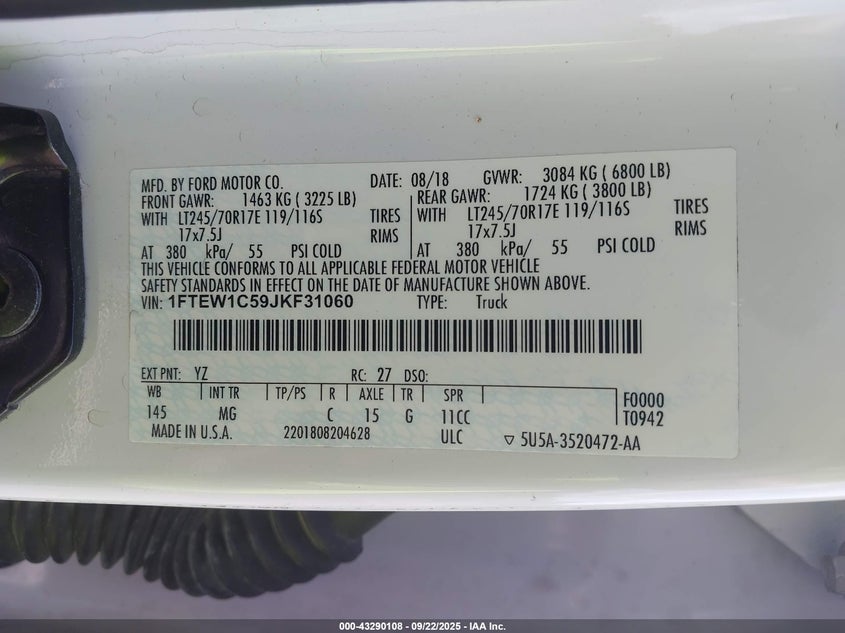 MFD. BY FORD MOTOR CO. DATE: 08/18 GVWR: 3084 KG ( 6800 LB)
FRONT GAWR: 1463 KG ( 3225 LB) REAR GAWR: 1724 KG ( 3800 LB)
WITH LT245/70R17E 119/116S TIRES WITH LT245/70R17E 119/116S TIRES
17x7.5J RIMS 17x7.5J RIMS
AT 380 kPa/ 55 PSI COLD AT 380 kPa/ 55 PSI COLD
THIS VEHICLE CONFORMS TO ALL APPLICABLE FEDERAL MOTOR VEHICLE
SAFETY STANDARDS IN EFFECT ON THE DATE OF MANUFACTURE SHOWN ABOVE.
VIN: 1FTEW1C59JKF31060 TYPE: Truck
EXT PNT: YZ RC: 27 DSO:
WB INT TR TP/PS R AXLE TR SPR F0000
145 MG C 15 G 11CC T0942
MADE IN U.S.A. 2201808204628 ULC ▽ 5U5A-3520472-AA
000-43290108 - 09/22/2025 - IAA Inc.